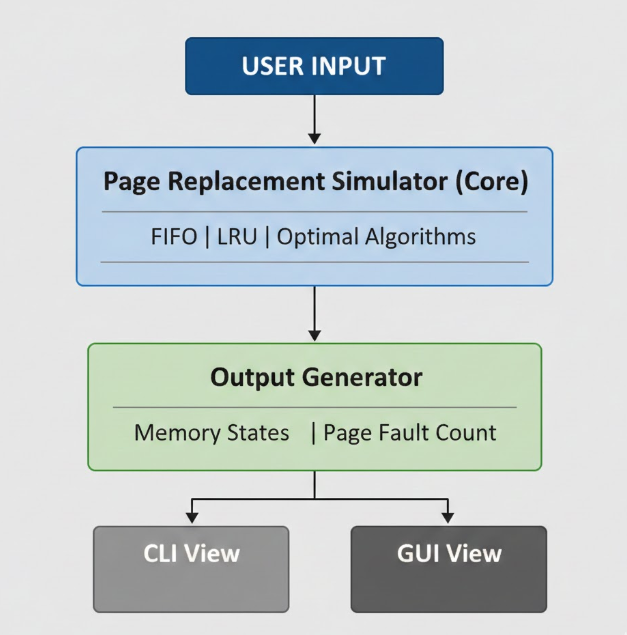 USER INPUT
Page Replacement Simulator (Core)
FIFO | LRU | Optimal Algorithms
Output Generator
Memory States | Page Fault Count
CLI View
GUI View